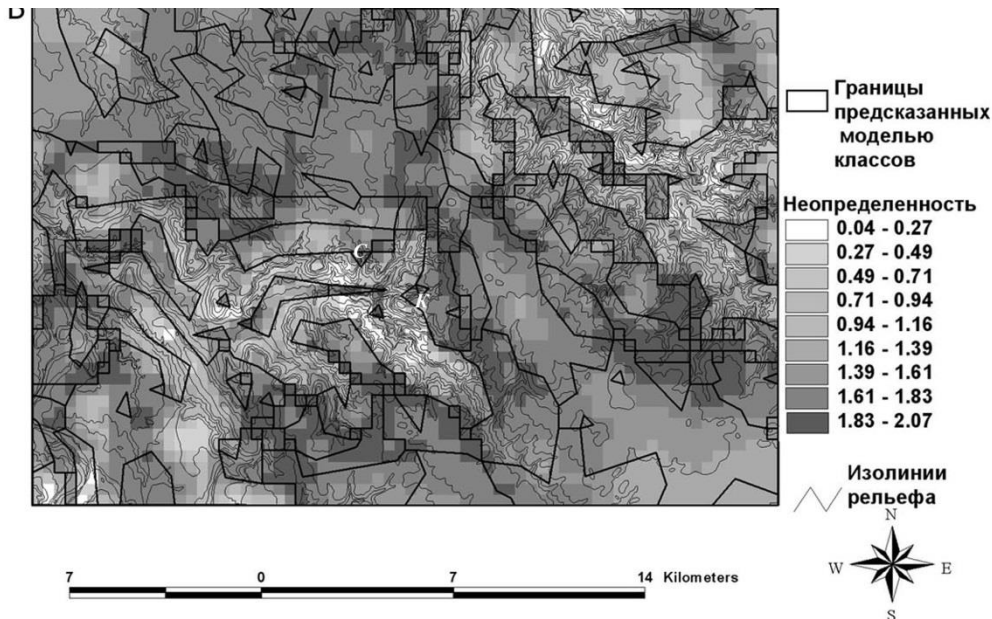 Границы
предсказанных
моделью
классов
Неопределенность
0.04 - 0.27
0.27 - 0.49
0.49 - 0.71
0.71 - 0.94
0.94 - 1.16
1.16 - 1.39
1.39 - 1.61
1.61 - 1.83
1.83 - 2.07
Изолинии
рельефа
C
K
N
W E
S
7 0 7 14 Kilometers